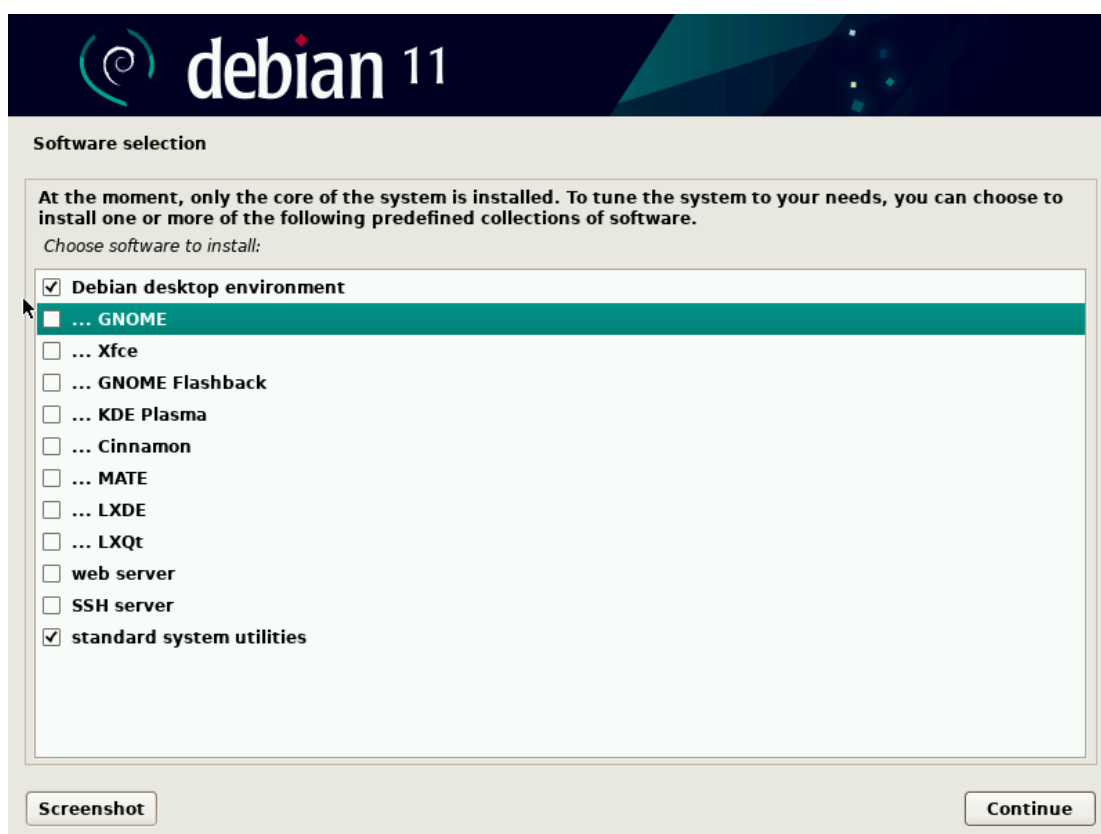 debian 11
Software selection
At the moment, only the core of the system is installed. To tune the system to your needs, you can choose to
install one or more of the following predefined collections of software.
Choose software to install:
Debian desktop environment
... GNOME
... Xfce
... GNOME Flashback
... KDE Plasma
... Cinnamon
... MATE
... LXDE
... LXQt
web server
SSH server
standard system utilities
Screenshot
Continue